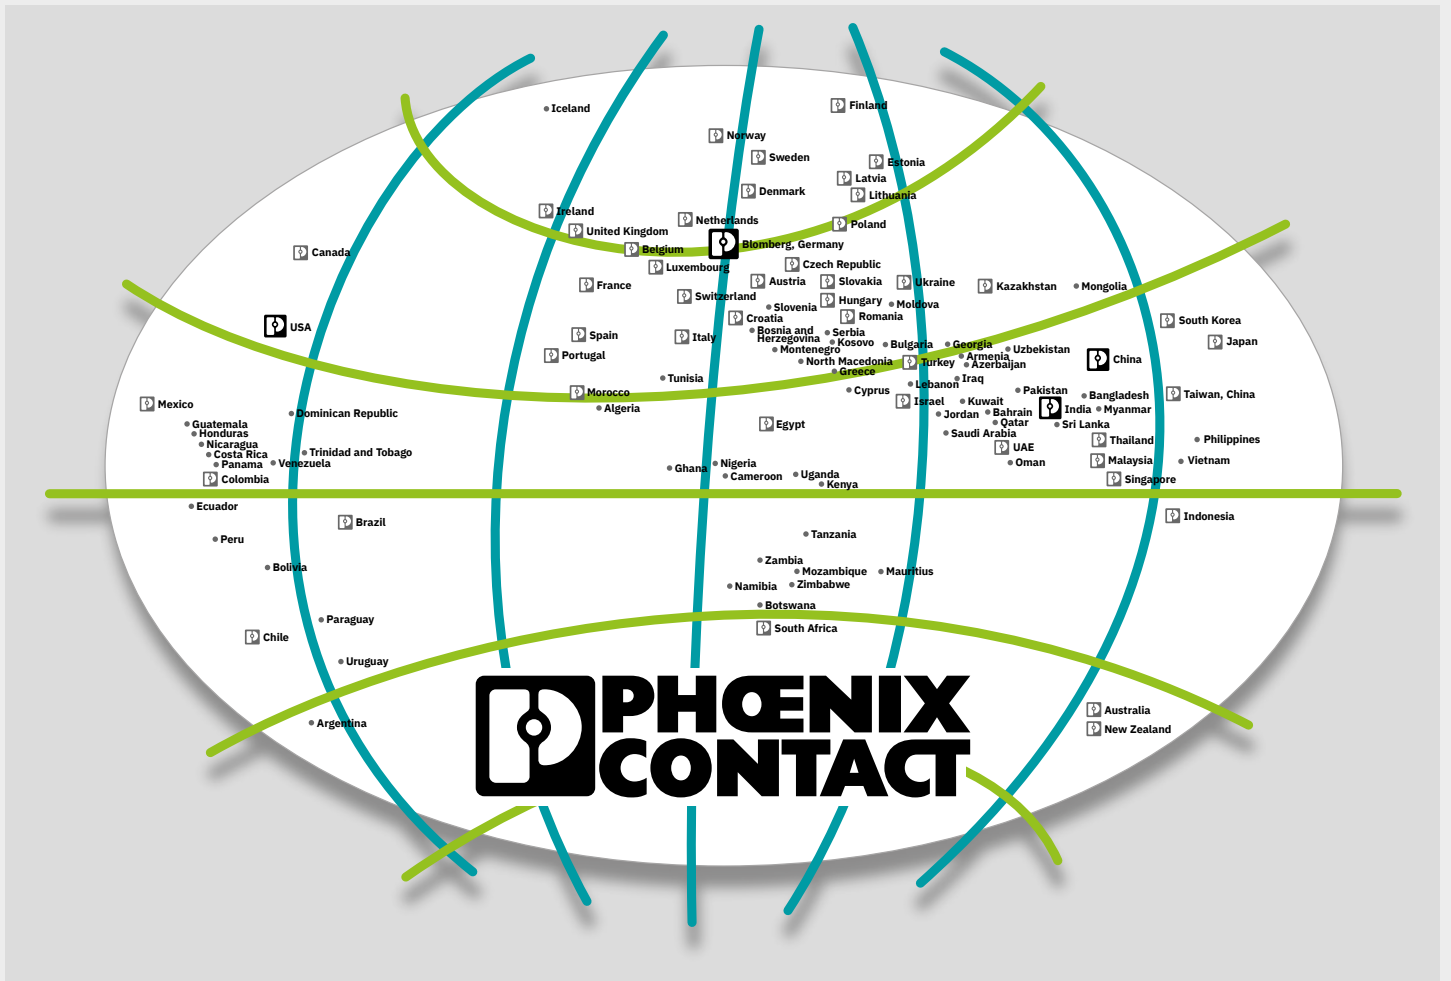 Iceland
Finland
Norway
Sweden
Estonia
Latvia
Denmark
Lithuania
Ireland
Netherlands
Poland
United Kingdom
Belgium
Blomberg, Germany
Canada
Luxembourg
Czech Republic
France
Austria
Slovakia
Ukraine
Kazakhstan
Mongolia
Switzerland
Hungary
Moldova
Slovenia
Croatia
Romania
South Korea
USA
Bosnia and
Herzegovina
Serbia
Spain
Italy
Kosovo
Bulgaria
Georgia
Japan
Montenegro
Uzbekistan
Portugal
Armenia
China
North Macedonia
Turkey
Azerbaijan
Greece
Tunisia
Iraq
Lebanon
Cyprus
Morocco
Pakistan
Taiwan, China
Bangladesh
Israel
Kuwait
Mexico
Algeria
India
Myanmar
Dominican Republic
Jordan
Bahrain
Guatemala
Egypt
Qatar
Sri Lanka
Honduras
Saudi Arabia
Nicaragua
Thailand
Philippines
UAE
Costa Rica
Trinidad and Tobago
Panama
Venezuela
Nigeria
Oman
Malaysia
Vietnam
Ghana
Cameroon
Uganda
Colombia
Kenya
Singapore
Ecuador
Brazil
Indonesia
Peru
Tanzania
Bolivia
Zambia
Mozambique
Mauritius
Namibia
Zimbabwe
Botswana
Paraguay
South Africa
Chile
Uruguay
PHŒNIX
CONTACT
Australia
Argentina
New Zealand